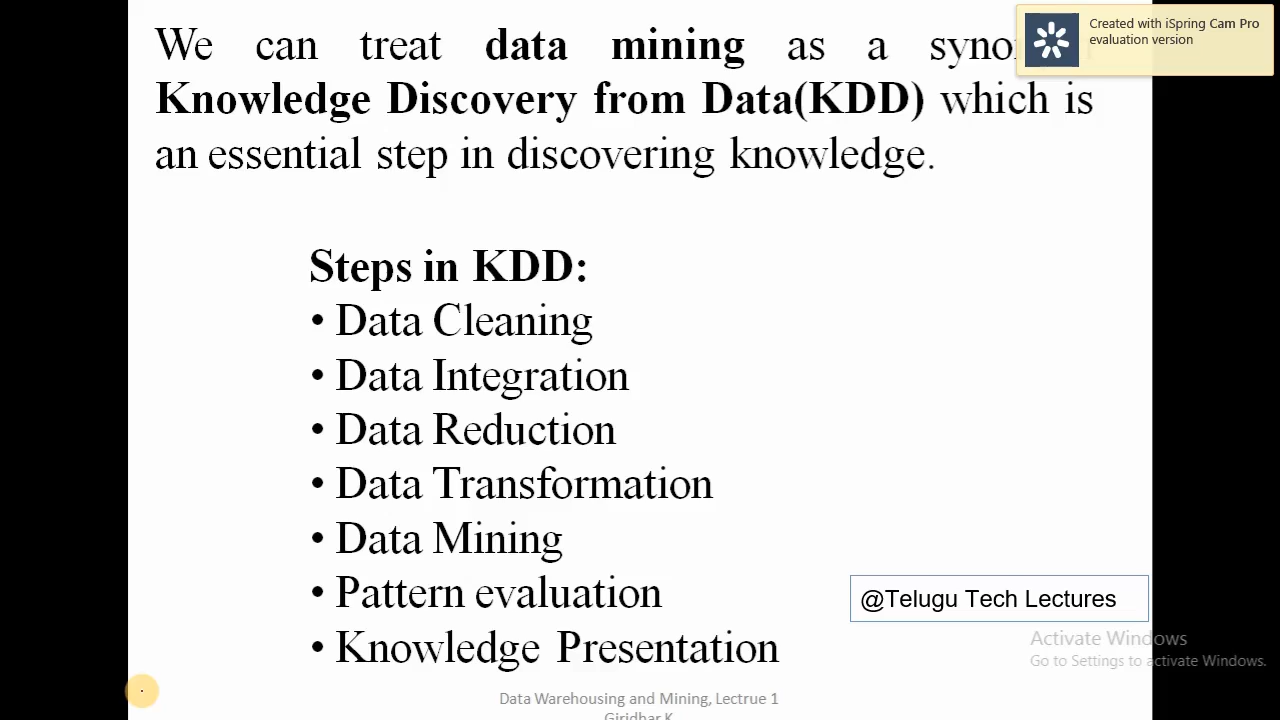 We can treat data mining as a
Knowledge Discovery from Data(KDD) which is
an essential step in discovering knowledge.
Steps in KDD:
• Data Cleaning
• Data Integration
• Data Reduction
• Data Transformation
• Data Mining
• Pattern evaluation
• Knowledge Presentation
Created with iSpring Cam Pro
evaluation version
@Telugu Tech Lectures
Activate Windows
Go to Settings to activate Windows.
Data Warehousing and Mining, Lectrue 1
Giridhar K